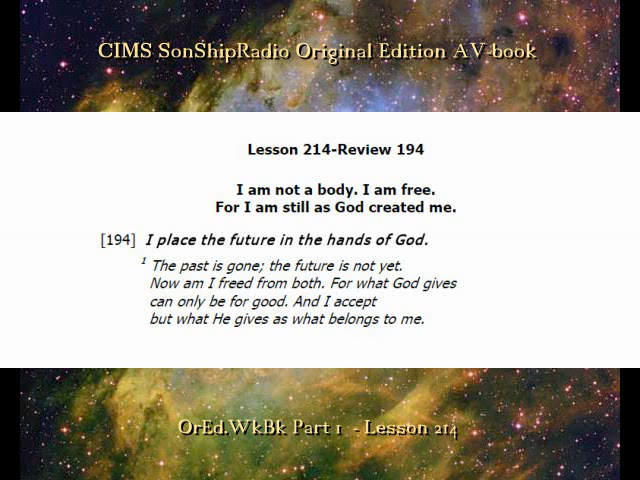 CIMS SonShipRadio Original Edition AV-book
Lesson 214-Review 194
I am not a body. I am free.
For I am still as God created me.
[194] I place the future in the hands of God.
1 The past is gone; the future is not yet.
Now am I freed from both. For what God gives
can only be for good. And I accept
but what He gives as what belongs to me.
OrEd.WkBk Part 1 - Lesson 214